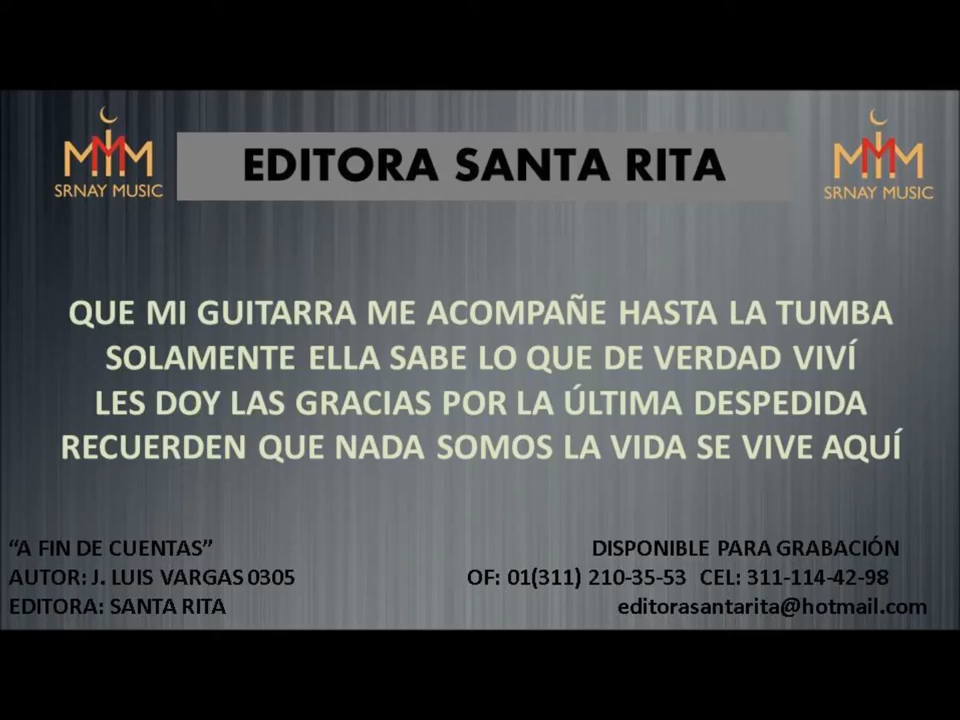 SRNAY MUSIC
EDITORA SANTA RITA
SRNAY MUSIC
QUE MI GUITARRA ME ACOMPAÑE HASTA LA TUMBA
SOLAMENTE ELLA SABE LO QUE DE VERDAD VIVÍ
LES DOY LAS GRACIAS POR LA ÚLTIMA DESPEDIDA
RECUERDEN QUE NADA SOMOS LA VIDA SE VIVE AQUÍ
"A FIN DE CUENTAS"
AUTOR: J. LUIS VARGAS 0305
EDITORA: SANTA RITA
DISPONIBLE PARA GRABACIÓN
OF: 01(311) 210-35-53 CEL: 311-114-42-98
editorasantarita@hotmail.com